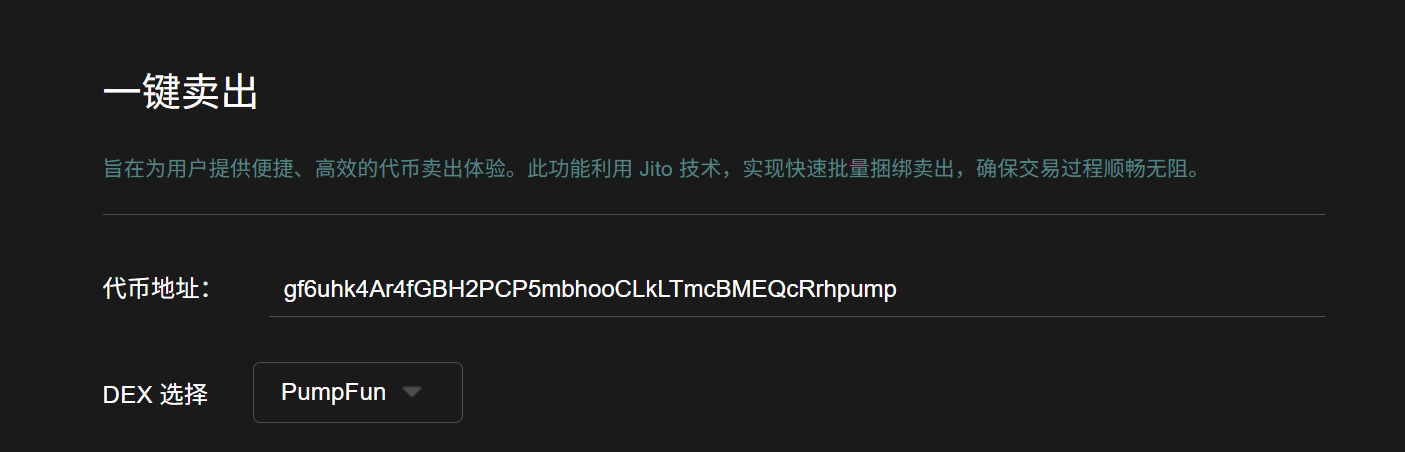 一键卖出
旨在为用户提供便捷、高效的代币卖出体验。此功能利用 Jito 技术，实现快速批量捆绑卖出，确保交易过程顺畅无阻。
代币地址：
gf6uhk4Ar4fGBH2PCP5mbhooCLkLTmcBMEQcRrhpump
DEX 选择
PumpFun